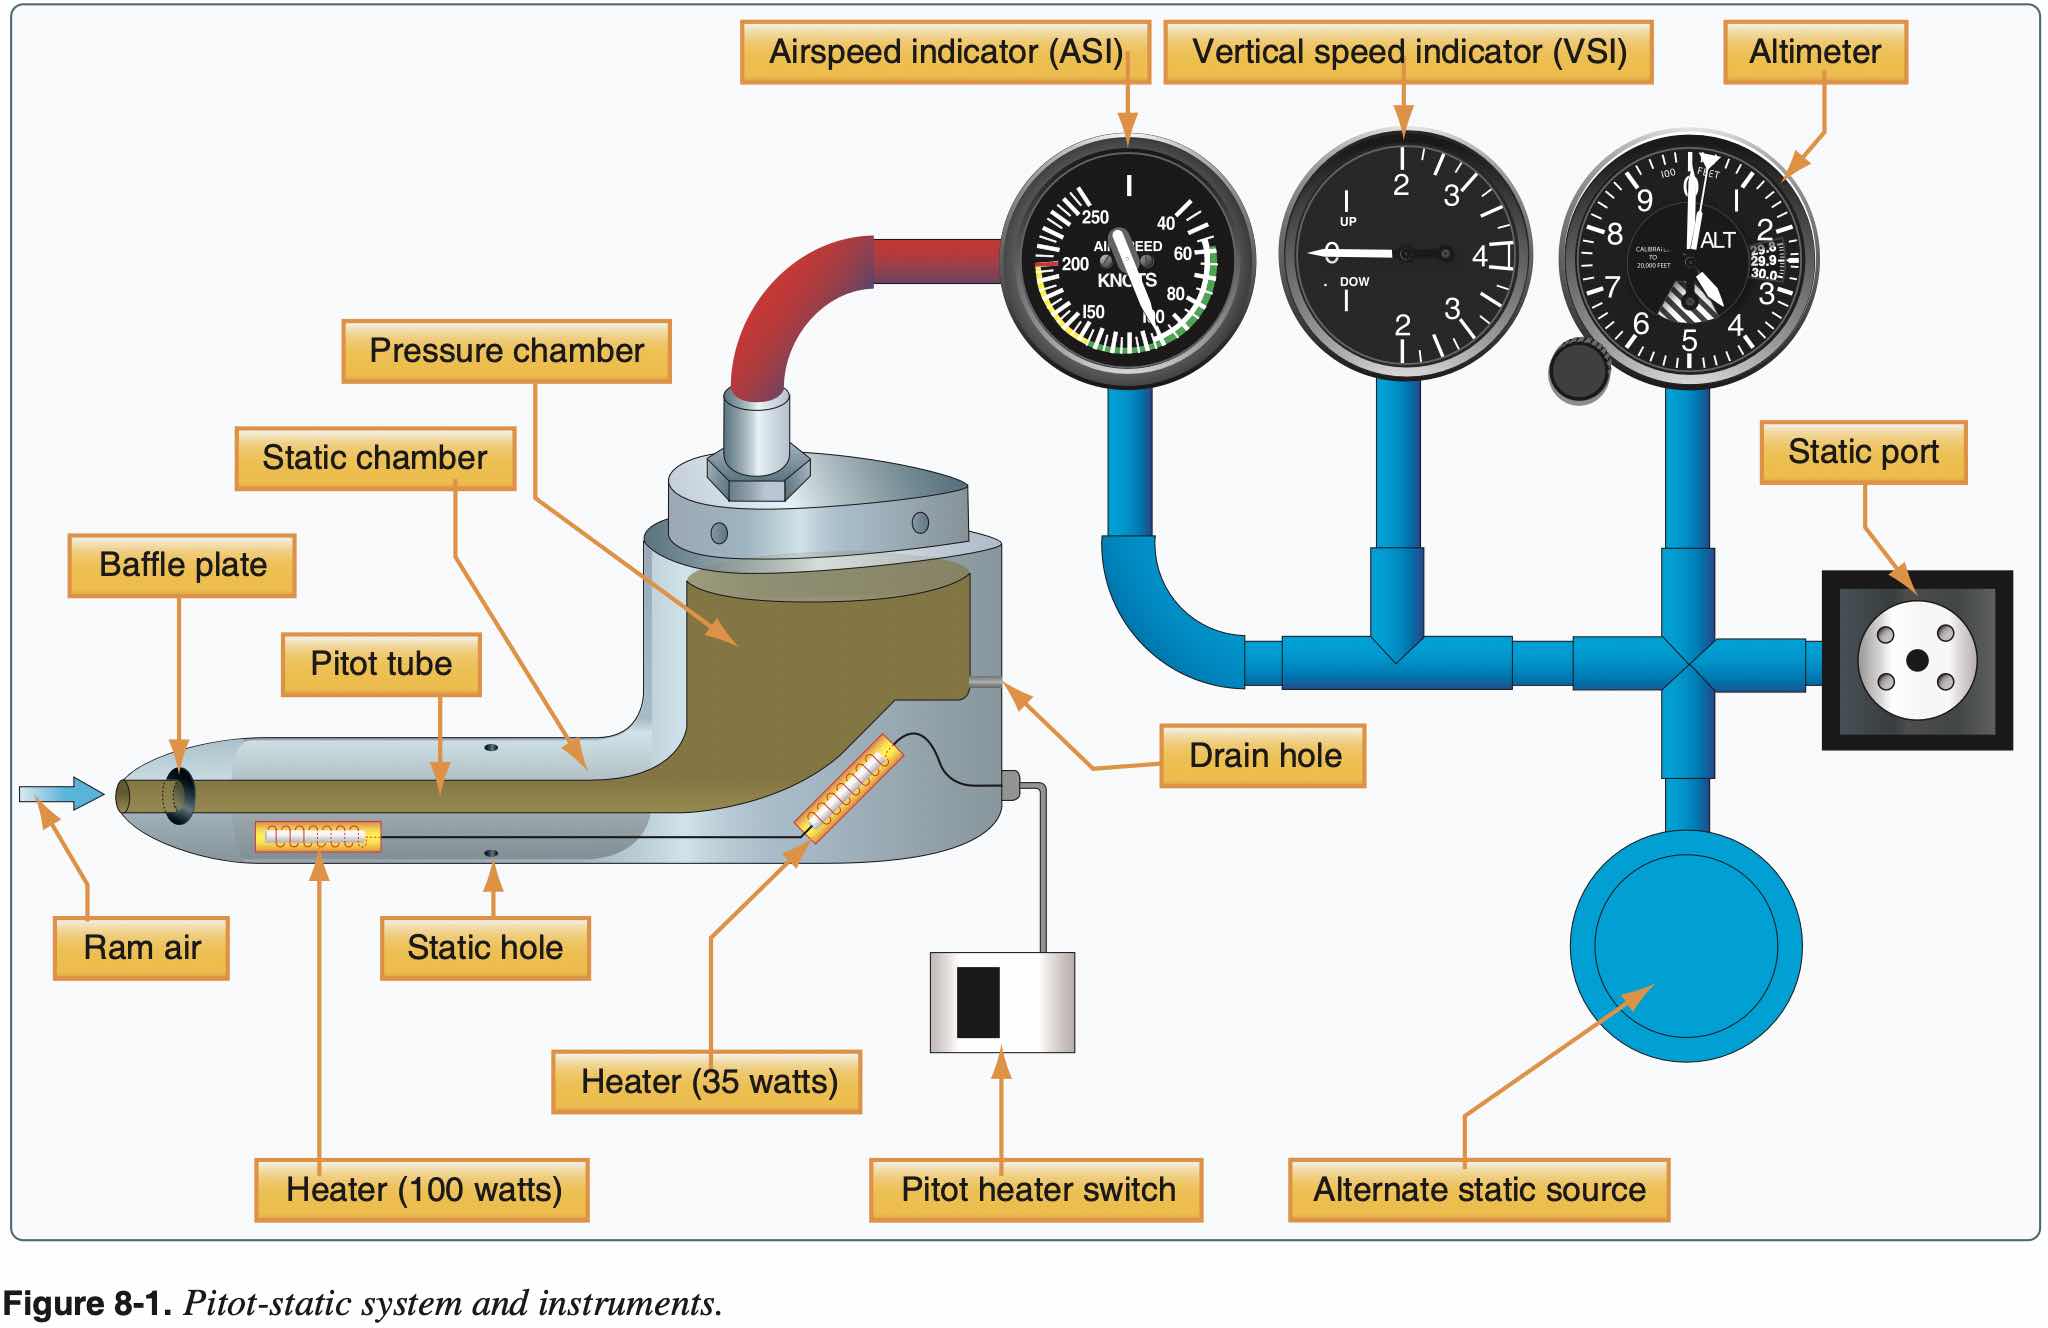 Airspeed indicator (ASI)
Vertical speed indicator (VSI)
Altimeter
250
40
AIRSPEED
60
200
KNOTS
80
150
100
2
3
UP
0
4
DOW
3
2
100 FEET
0
9
1
8
2
ALT
CALIBRATED
TO
20,000 FEET
29.8
29.9
30.0
7
3
6
4
5
Pressure chamber
Static chamber
Static port
Baffle plate
Pitot tube
Drain hole
Ram air
Static hole
Heater (35 watts)
Heater (100 watts)
Pitot heater switch
Alternate static source
Figure 8-1. Pitot-static system and instruments.